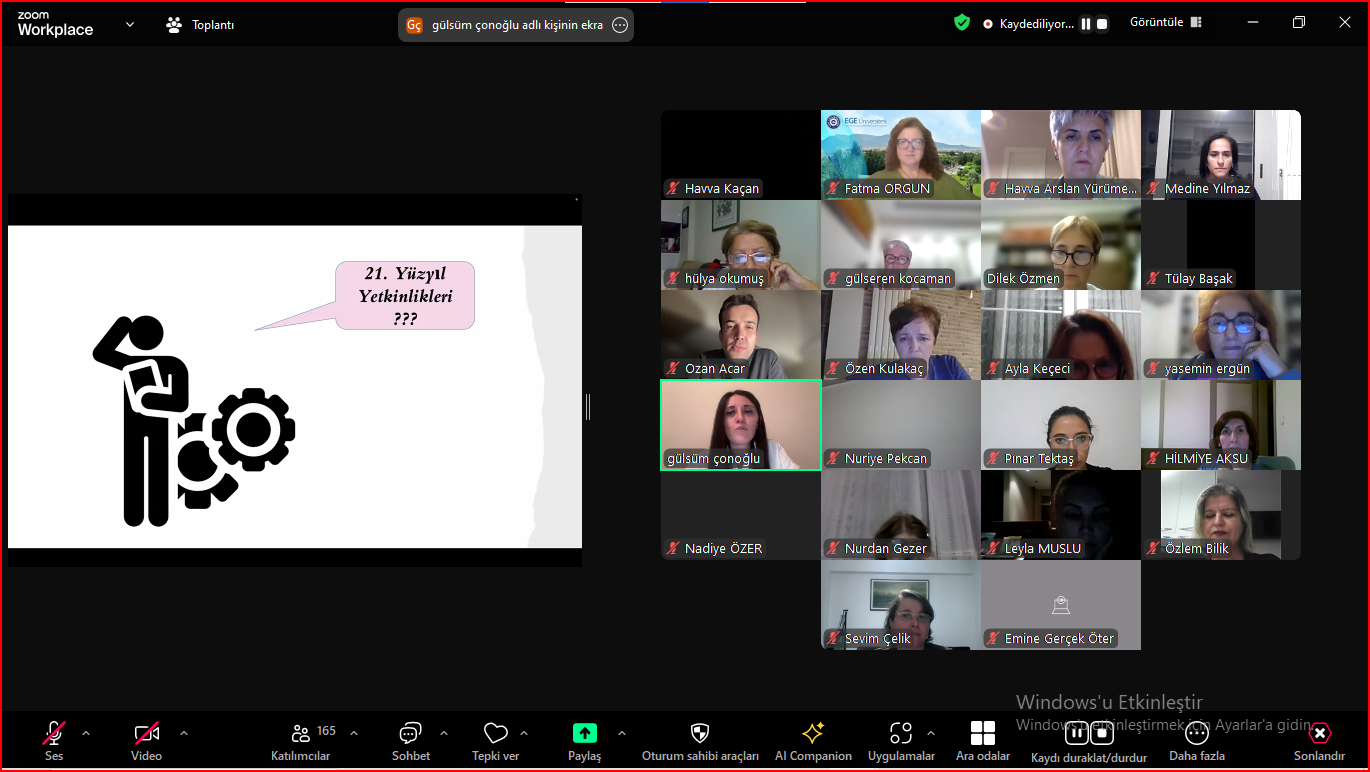 zoom
Workplace
Toplantı
Gç gülsüm çonoğlu adlı kişinin ekra
Kaydediliyor...
Görüntüle
21. Yüzyıl
Yetkinlikleri
???
Havva Kaçan
EGE Üniversitesi
Fatma ORGUN
Havva Arslan Yürüme...
Medine Yılmaz
hülya okumuş
gülseren kocaman
Dilek Özmen
Tülay Başak
Ozan Acar
Özen Kulakaç
Ayla Keçeci
yasemin ergün
gülsüm çonoğlu
Nuriye Pekcan
Pınar Tektaş
HİLMİYE AKSU
Nadiye ÖZER
Nurdan Gezer
Leyla MUSLU
Özlem Bilik
Sevim Çelik
Emine Gerçek Öter
Windows'u Etkinleştir
Windows'u etkinleştirmek için Ayarlar'a gidin.
Ses
Video
165
Katılımcılar
Sohbet
Tepki ver
Paylaş
Oturum sahibi araçları
AI Companion
Uygulamalar
Ara odalar
Kaydı duraklat/durdur
Daha fazla
Sonlandır